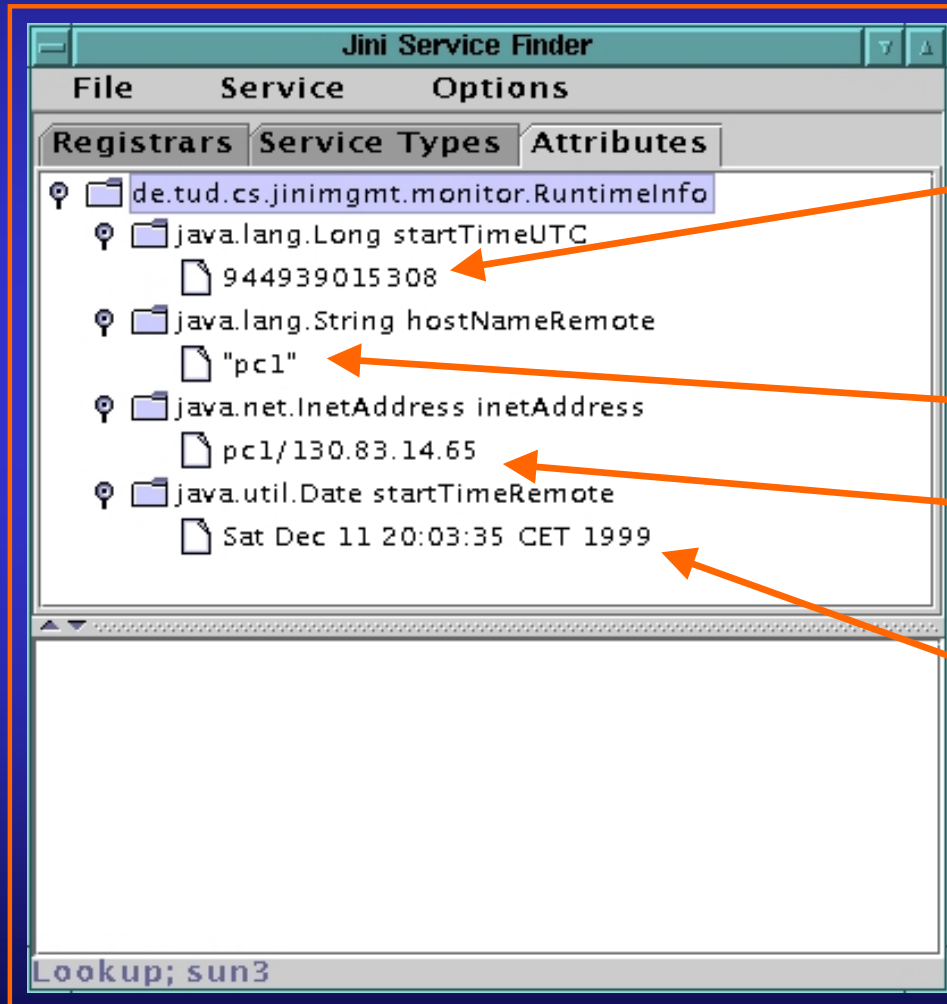 Jini Service Finder
File Service Options
Registrars Service Types Attributes
de.tud.cs.jinimgmt.monitor.RuntimeInfo
java.lang.Long startTimeUTC
944939015308
java.lang.String hostNameRemote
"pc1"
java.net.InetAddress inetAddress
pc1/130.83.14.65
java.util.Date startTimeRemote
Sat Dec 11 20:03:35 CET 1999
Lookup; sun3